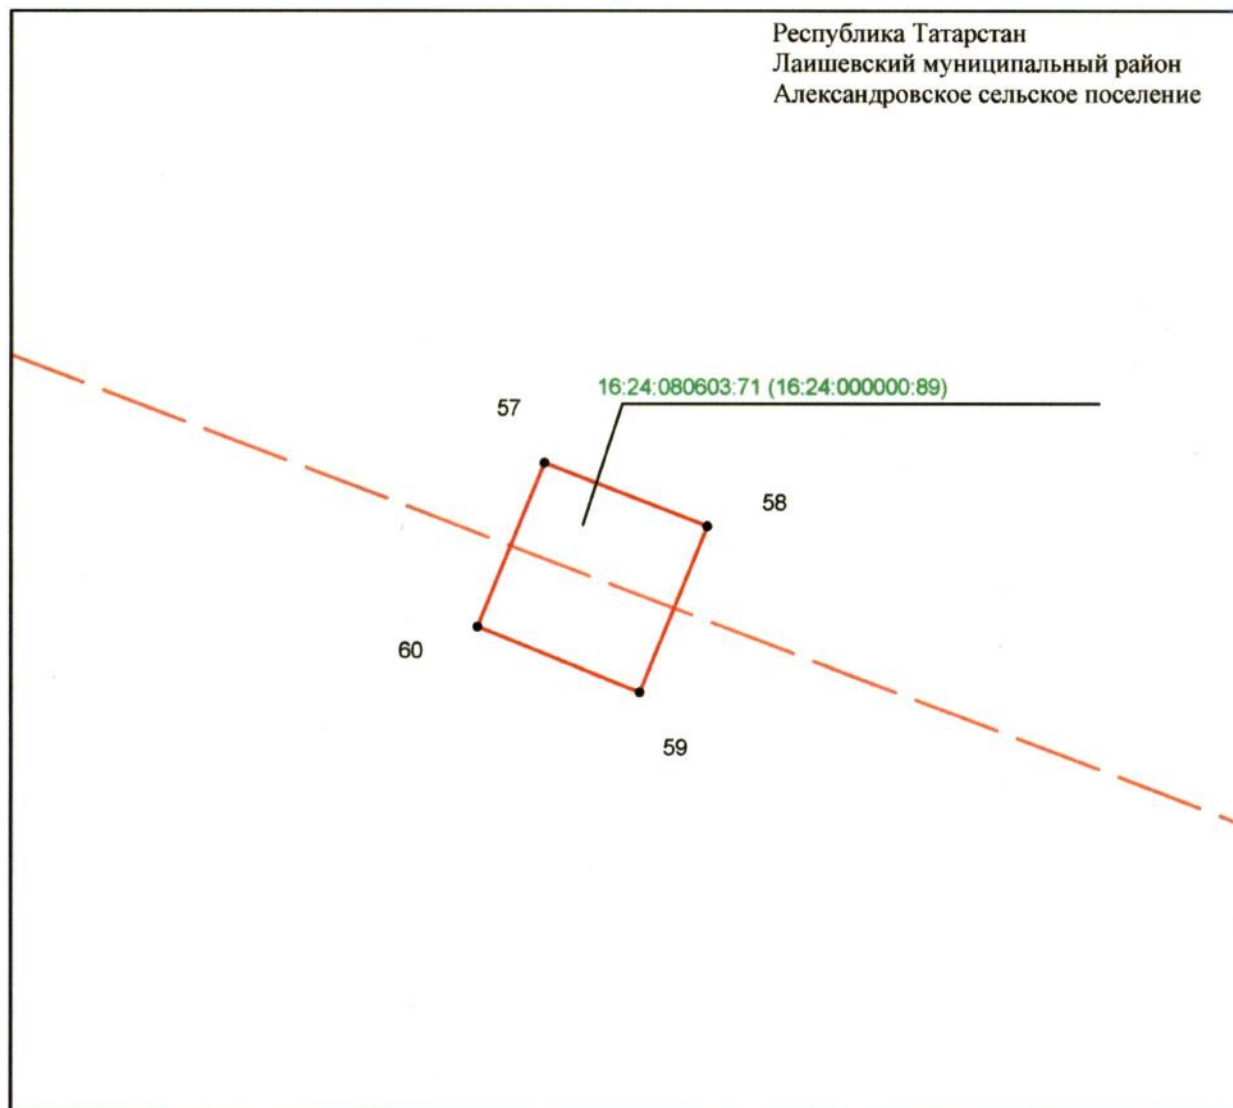 Республика Татарстан
Лаишевский муниципальный район
Александровское сельское поселение
16:24:080603:71 (16:24:000000:89)
57
58
60
59